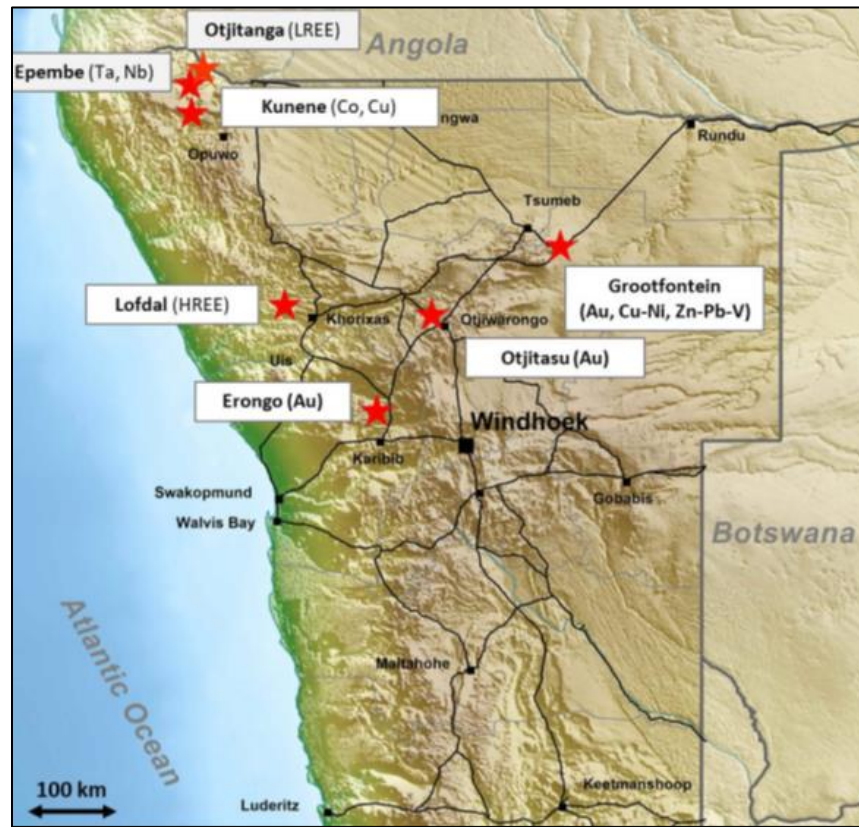 Otjitanga (LREE)
Angola
Epembe (Ta, Nb)
Kunene (Co, Cu)
ngwa
Rundu
Opuwo
Tsumeb
Grootfontein
(Au, Cu-Ni, Zn-Pb-V)
Lofdal (HREE)
Khorixas
Otjiwarongo
Otjitasu (Au)
Uis
Erongo (Au)
Windhoek
Karibib
Swakopmund
Gobabis
Walvis Bay
Botswana
Atlantic Ocean
Maltahohe
100 km
Keetmanshoop
Luderitz